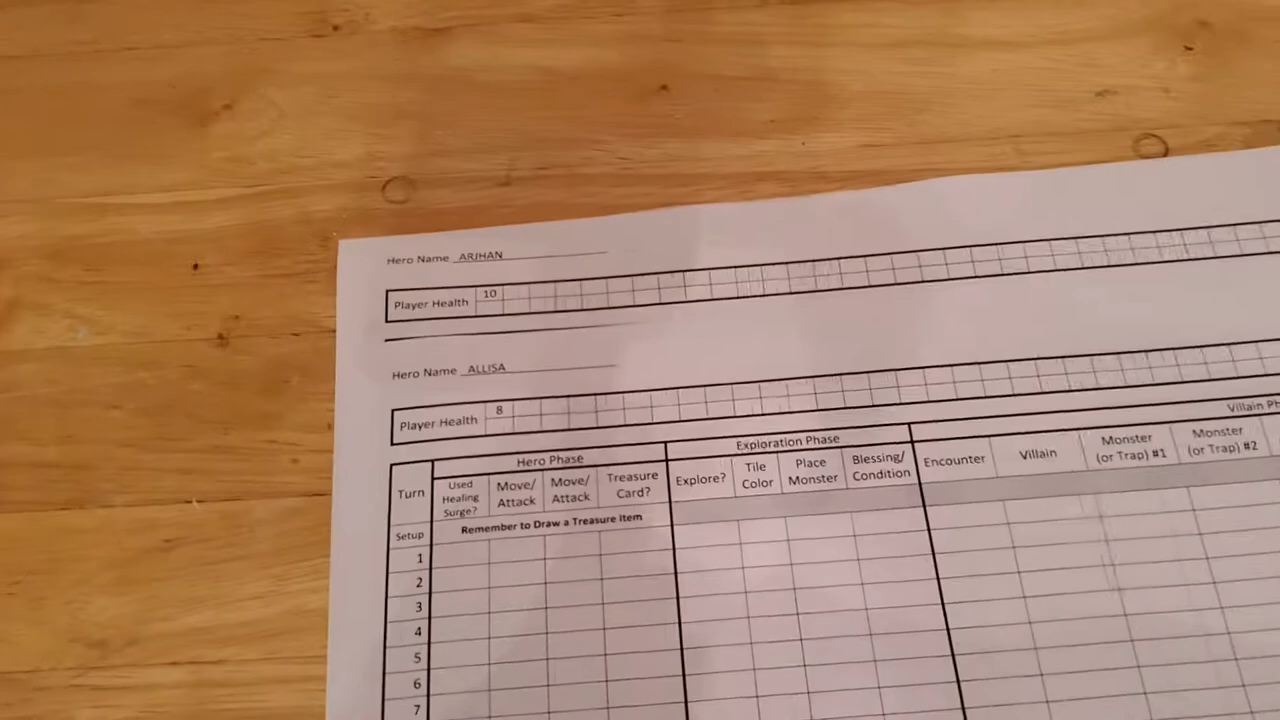 Hero Name ARJHAN
Player Health 10
Hero Name ALLISA
Player Health 8
Turn Hero Phase Exploration Phase
Used Healing Surge? Move/Attack Move/Attack Treasure Card? Explore? Tile Color Place Monster Blessing/Condition Encounter Villain Monster (or Trap) #1 Monster (or Trap) #2
Setup Remember to Draw a Treasure Item
1
2
3
4
5
6
7